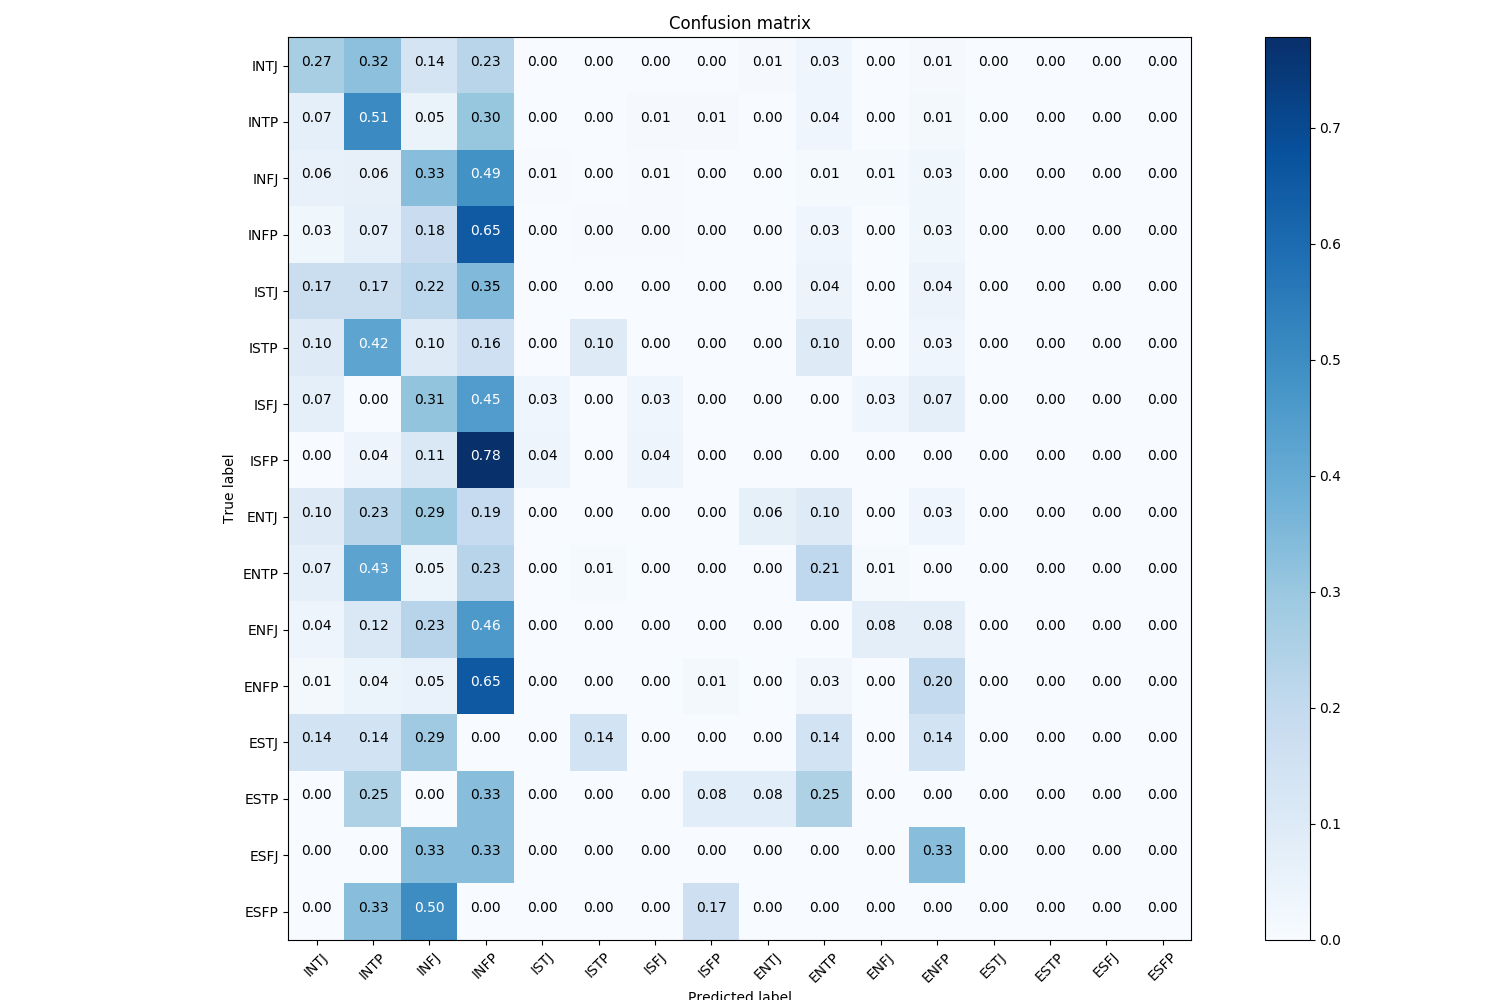 Confusion matrix
INTJ 0.27 0.32 0.14 0.23 0.00 0.00 0.00 0.00 0.01 0.03 0.00 0.01 0.00 0.00 0.00 0.00
INTP 0.07 0.51 0.05 0.30 0.00 0.00 0.01 0.01 0.00 0.04 0.00 0.01 0.00 0.00 0.00 0.00
INFJ 0.06 0.06 0.33 0.49 0.01 0.00 0.01 0.00 0.00 0.01 0.01 0.03 0.00 0.00 0.00 0.00
INFP 0.03 0.07 0.18 0.65 0.00 0.00 0.00 0.00 0.00 0.03 0.00 0.03 0.00 0.00 0.00 0.00
ISTJ 0.17 0.17 0.22 0.35 0.00 0.00 0.00 0.00 0.00 0.04 0.00 0.04 0.00 0.00 0.00 0.00
ISTP 0.10 0.42 0.10 0.16 0.00 0.10 0.00 0.00 0.00 0.10 0.00 0.03 0.00 0.00 0.00 0.00
ISFJ 0.07 0.00 0.31 0.45 0.03 0.00 0.03 0.00 0.00 0.00 0.03 0.07 0.00 0.00 0.00 0.00
ISFP 0.00 0.04 0.11 0.78 0.04 0.00 0.04 0.00 0.00 0.00 0.00 0.00 0.00 0.00 0.00 0.00
ENTJ 0.10 0.23 0.29 0.19 0.00 0.00 0.00 0.00 0.06 0.10 0.00 0.03 0.00 0.00 0.00 0.00
ENTP 0.07 0.43 0.05 0.23 0.00 0.01 0.00 0.00 0.00 0.21 0.01 0.00 0.00 0.00 0.00 0.00
ENFJ 0.04 0.12 0.23 0.46 0.00 0.00 0.00 0.00 0.00 0.00 0.08 0.08 0.00 0.00 0.00 0.00
ENFP 0.01 0.04 0.05 0.65 0.00 0.00 0.00 0.01 0.00 0.03 0.00 0.20 0.00 0.00 0.00 0.00
ESTJ 0.14 0.14 0.29 0.00 0.00 0.14 0.00 0.00 0.00 0.14 0.00 0.14 0.00 0.00 0.00 0.00
ESTP 0.00 0.25 0.00 0.33 0.00 0.00 0.00 0.08 0.08 0.25 0.00 0.00 0.00 0.00 0.00 0.00
ESFJ 0.00 0.00 0.33 0.33 0.00 0.00 0.00 0.00 0.00 0.00 0.00 0.33 0.00 0.00 0.00 0.00
ESFP 0.00 0.33 0.50 0.00 0.00 0.00 0.00 0.17 0.00 0.00 0.00 0.00 0.00 0.00 0.00 0.00
INTJ INTP INFJ INFP ISTJ ISTP ISFJ ISFP ENTJ ENTP ENFJ ENFP ESTJ ESTP ESFJ ESFP
True label
Predicted label
0.7
0.6
0.5
0.4
0.3
0.2
0.1
0.0